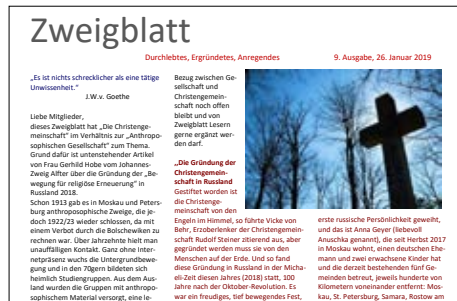 Zweigblatt
Durchlebtes, Ergründetes, Anregendes 9. Ausgabe, 26. Januar 2019
„Es ist nichts schrecklicher als eine tätige
Unwissenheit."
J.W.v. Goethe
Liebe Mitglieder,
dieses Zweigblatt hat „Die Christenge-
meinschaft" im Verhältnis zur „Anthropo-
sophischen Gesellschaft" zum Thema.
Grund dafür ist untenstehender Artikel
von Frau Gerhild Hobe vom Johannes-
Zweig Alfter über die Gründung der „Be-
wegung für religiöse Erneuerung" in
Russland 2018.
Schon 1913 gab es in Moskau und Peters-
burg anthroposophische Zweige, die je-
doch 1922/23 wieder schlossen, da mit
einem Verbot durch die Bolschewiken zu
rechnen war. Über Jahrzehnte hielt man
unauffälligen Kontakt. Ganz ohne Inter-
netpräsenz wuchs die Untergrundbewe-
gung und in den 70gern bildeten sich
heimlich Studiengruppen. Aus dem Aus-
land wurden die Gruppen mit anthropo-
sophischem Material versorgt, eine le-
Bezug zwischen Ge-
sellschaft und
Christengemein-
schaft noch offen
bleibt und von
Zweigblatt Lesern
gerne ergänzt wer-
den darf.
„Die Gründung der
Christengemein-
schaft in Russland
Gestiftet worden ist
die Christenge-
meinschaft von den
Engeln im Himmel, so führte Vicke von
Behr, Erzoberlenker der Christengemein-
schaft Rudolf Steiner zitierend aus, aber
gegründet werden muss sie von den
Menschen auf der Erde. Und so fand
diese Gründung in Russland in der Micha-
eli-Zeit diesen Jahres (2018) statt, 100
Jahre nach der Oktober-Revolution. Es
war ein freudiges, tief bewegendes Fest,
erste russische Persönlichkeit geweiht,
und das ist Anna Geyer (liebevoll
Anuschka genannt), die seit Herbst 2017
in Moskau wohnt, einen deutschen Ehe-
mann und zwei erwachsene Kinder hat
und die derzeit bestehenden fünf Ge-
meinden betreut, jeweils hunderte von
Kilometern voneinander entfernt: Mos-
kau, St. Petersburg, Samara, Rostow am